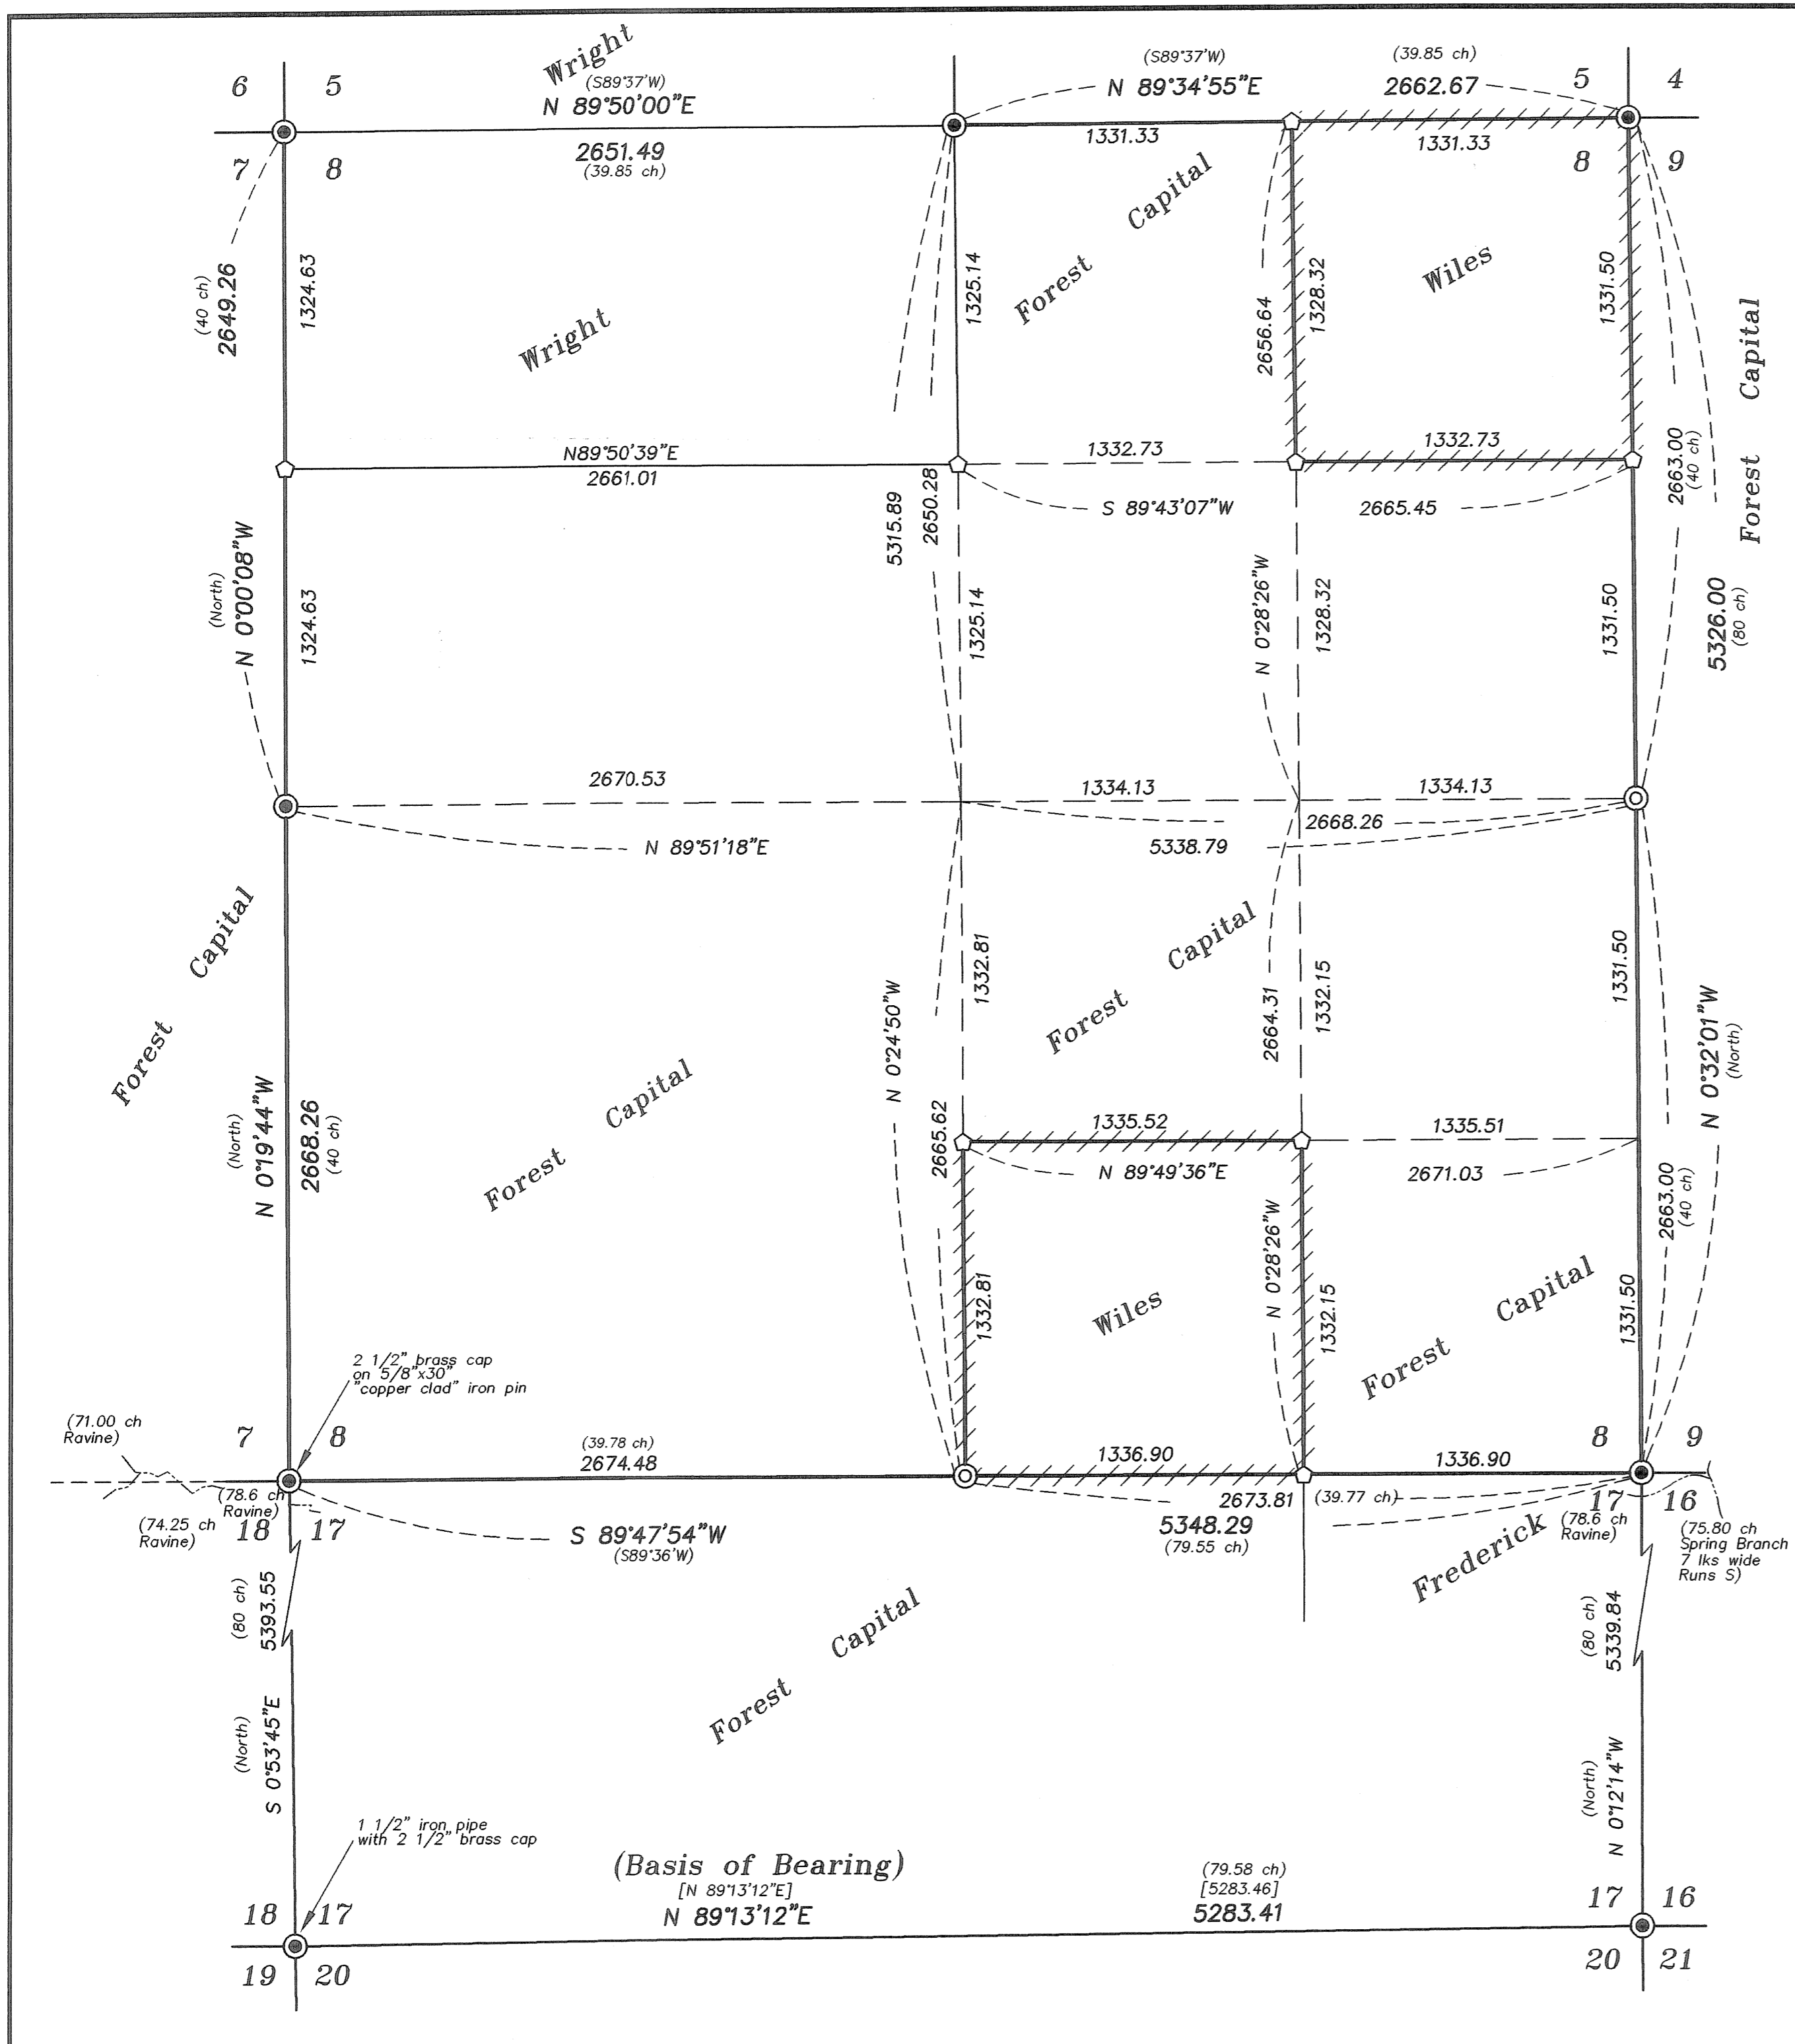 Wright
(S89°37'W)
N 89°50'00"E
(S89°37'W)
N 89°34'55"E
(39.85 ch)
2662.67
6 5
5 4
2651.49
(39.85 ch)
1331.33
1331.33
7 8
8 9
(40 ch)
2649.26
1324.63
Wright
1325.14
Forest Capital
2656.64
1328.32
Wiles
1331.50
2663.00
(40 ch)
Forest Capital
N89°50'39"E
2661.01
1332.73
1332.73
S 89°43'07"W
2665.45
5315.89
2650.28
(North)
N 0°00'08"W
1324.63
1325.14
N 0°28'26"W
1328.32
1331.50
5326.00
(80 ch)
2670.53
1334.13
1334.13
2668.26
N 89°51'18"E
5338.79
Forest Capital
Forest Capital
Forest Capital
1332.81
N 0°24'50"W
2664.31
1332.15
1331.50
N 0°32'01"W
(North)
(North)
N 0°19'44"W
2668.26
(40 ch)
2665.62
1335.52
1335.51
N 89°49'36"E
2671.03
2663.00
(40 ch)
1332.81
Wiles
N 0°28'26"W
1332.15
Forest Capital
1331.50
2 1/2" brass cap
on 5/8"x30"
"copper clad" iron pin
(71.00 ch
Ravine)
7 8
(39.78 ch)
2674.48
1336.90
1336.90
8 9
(78.6 ch
Ravine)
(74.25 ch
Ravine)
18 17
S 89°47'54"W
(S89°36'W)
2673.81 (39.77 ch)
5348.29
(79.55 ch)
17 16
(78.6 ch
Ravine)
(75.80 ch
Spring Branch
7 lks wide
Runs S)
Frederick
(80 ch)
5393.55
Forest Capital
(80 ch)
5339.84
(North)
S 0°53'45"E
(North)
N 0°12'14"W
1 1/2" iron pipe
with 2 1/2" brass cap
(Basis of Bearing)
[N 89°13'12"E]
N 89°13'12"E
(79.58 ch)
[5283.46]
5283.41
18 17
17 16
19 20
20 21